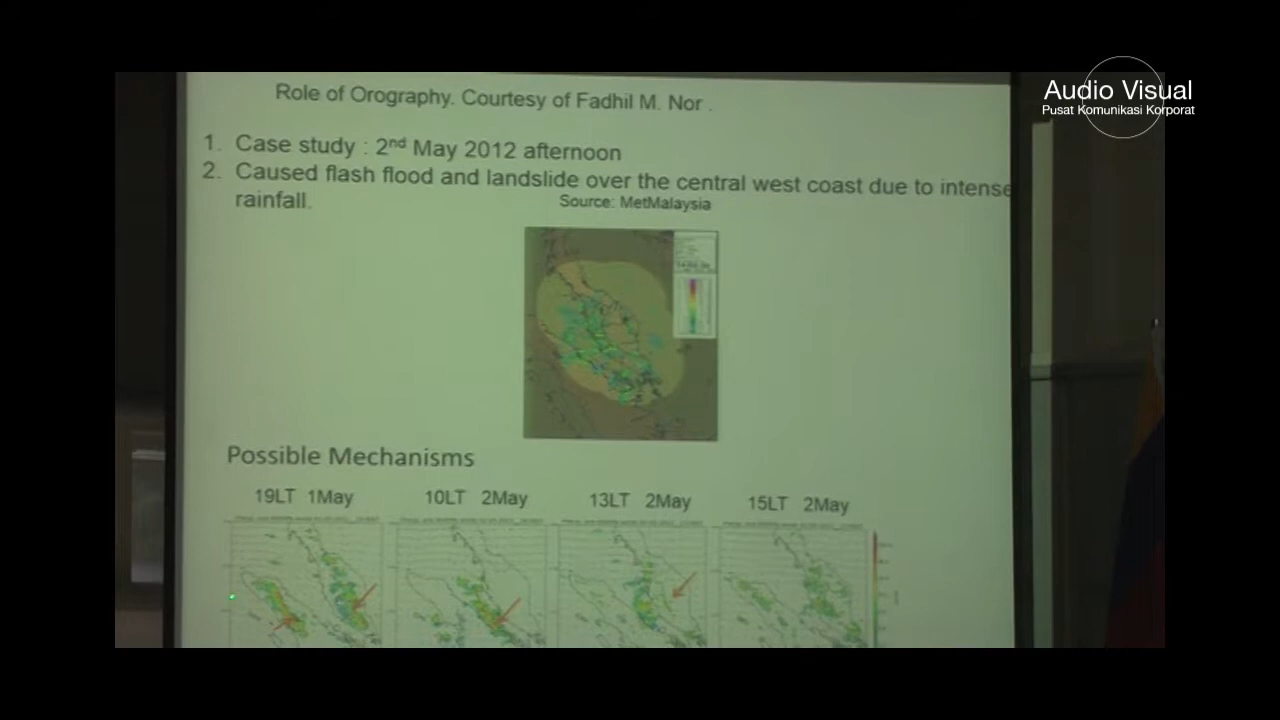 Audio Visual
Pusat Komunikasi Korporat
Role of Orography. Courtesy of Fadhil M. Nor .
1. Case study : 2nd May 2012 afternoon
2. Caused flash flood and landslide over the central west coast due to intense
rainfall.
Source: MetMalaysia
Possible Mechanisms
19LT 1May
10LT 2May
13LT 2May
15LT 2May